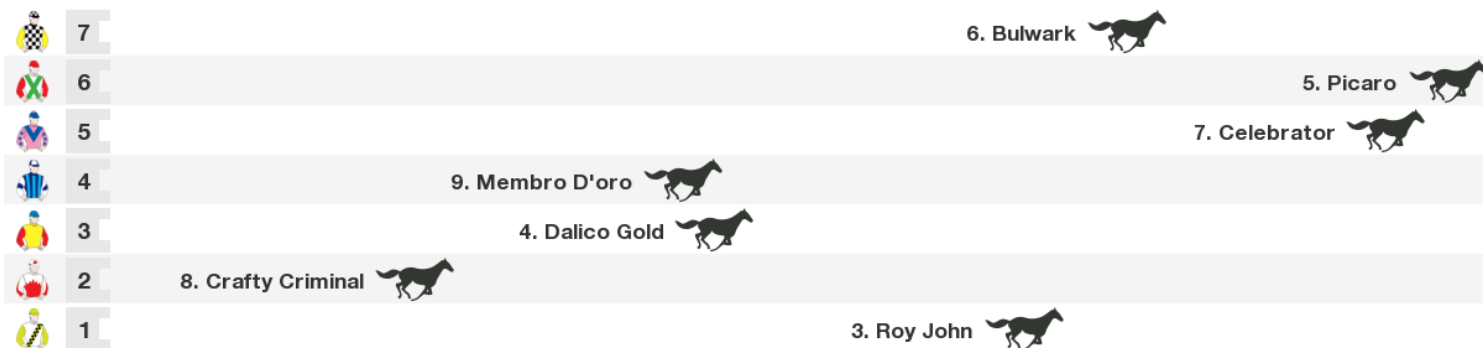 7 6. Bulwark
6 5. Picaro
5 7. Celebrator
4 9. Membro D'oro
3 4. Dalico Gold
2 8. Crafty Criminal
1 3. Roy John